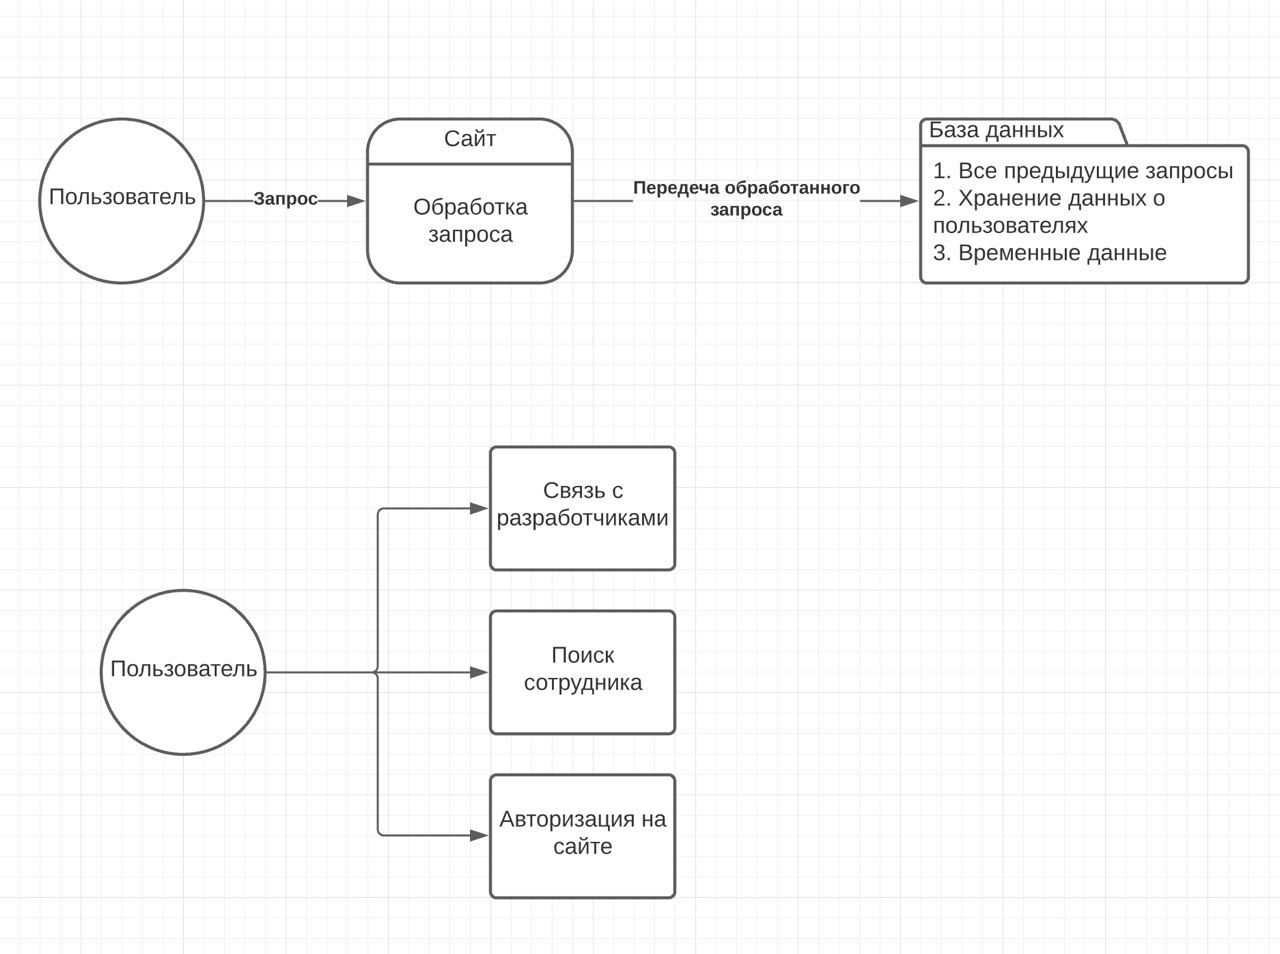 Пользователь
Запрос
Сайт
Обработка
запроса
Передеча обработанного
запроса
База данных
1. Все предыдущие запросы
2. Хранение данных о
пользователях
3. Временные данные
Пользователь
Связь с
разработчиками
Поиск
сотрудника
Авторизация на
сайте